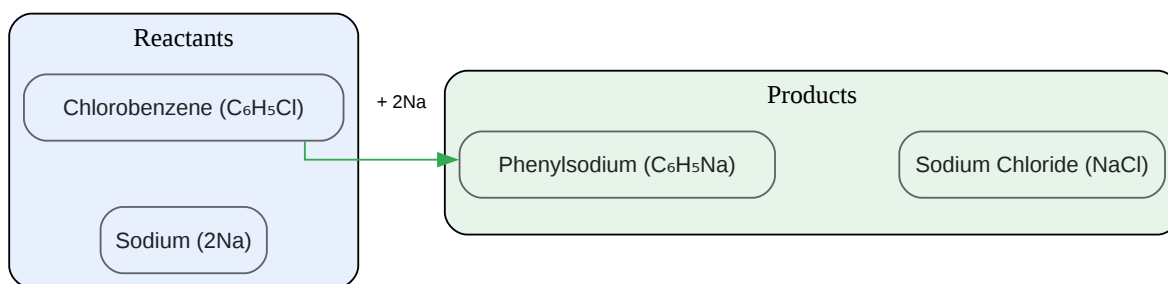 Reactants
Chlorobenzene (C₆H₅Cl)
+ 2Na
Products
Phenylsodium (C₆H₅Na)
Sodium Chloride (NaCl)
Sodium (2Na)